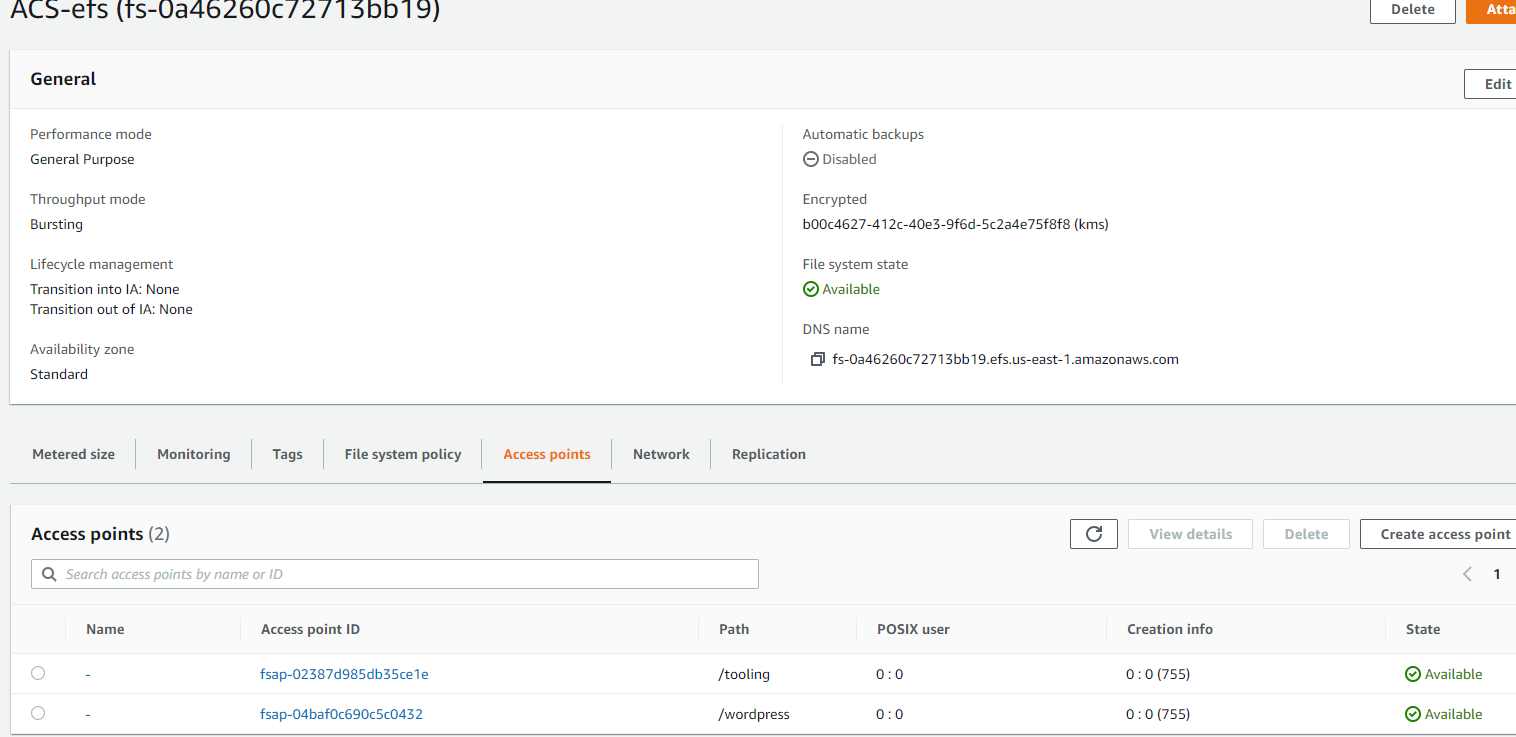 ACS-efs (fs-0a46260c72713bb19)
Delete
Atta
General
Edit
Performance mode
General Purpose
Throughput mode
Bursting
Lifecycle management
Transition into IA: None
Transition out of IA: None
Availability zone
Standard
Automatic backups
Disabled
Encrypted
b00c4627-412c-40e3-9f6d-5c2a4e75f8f8 (kms)
File system state
Available
DNS name
fs-0a46260c72713bb19.efs.us-east-1.amazonaws.com
Metered size Monitoring Tags File system policy Access points Network Replication
Access points (2)
View details Delete Create access point
Search access points by name or ID
1
Name Access point ID Path POSIX user Creation info State
- fsap-02387d985db35ce1e /tooling 0 : 0 0 : 0 (755) Available
- fsap-04baf0c690c5c0432 /wordpress 0 : 0 0 : 0 (755) Available